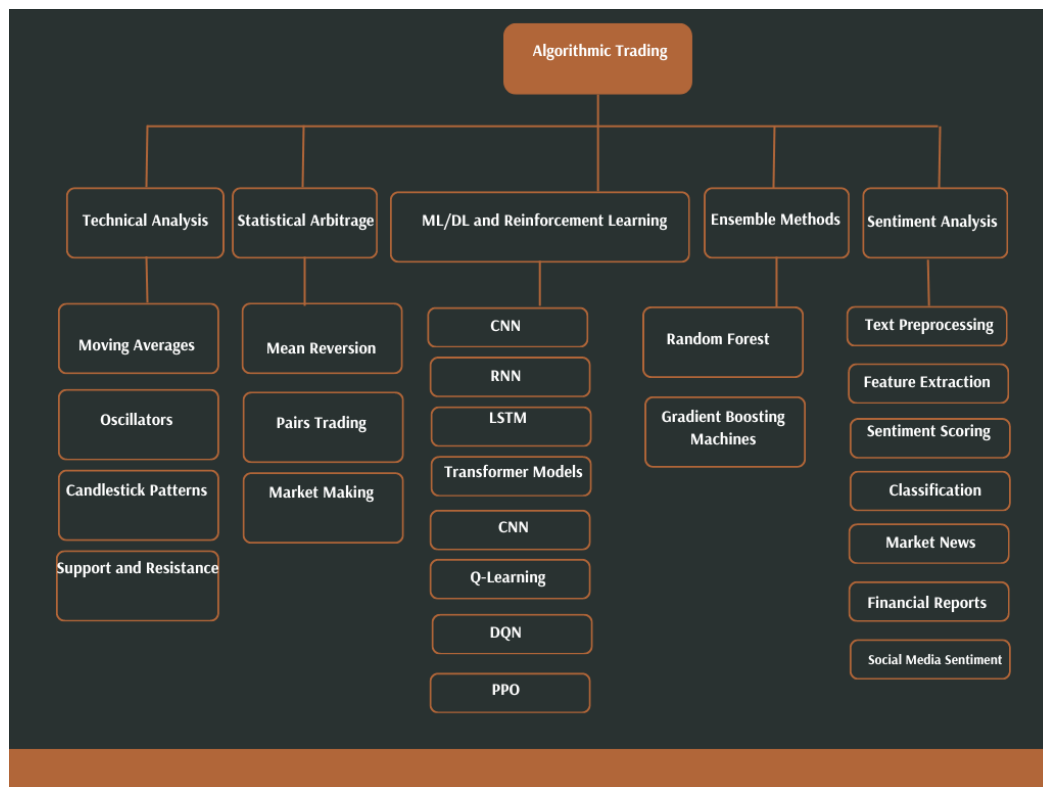 Algorithmic Trading
Technical Analysis
Statistical Arbitrage
ML/DL and Reinforcement Learning
Ensemble Methods
Sentiment Analysis
Moving Averages
Oscillators
Candlestick Patterns
Support and Resistance
Mean Reversion
Pairs Trading
Market Making
CNN
RNN
LSTM
Transformer Models
CNN
Q-Learning
DQN
PPO
Random Forest
Gradient Boosting
Machines
Text Preprocessing
Feature Extraction
Sentiment Scoring
Classification
Market News
Financial Reports
Social Media Sentiment